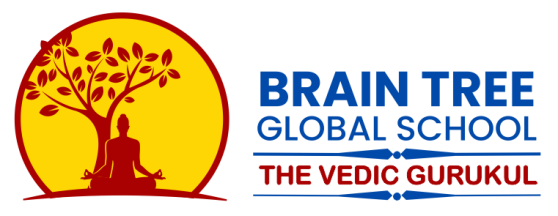 BRAIN TREE
GLOBAL SCHOOL
THE VEDIC GURUKUL